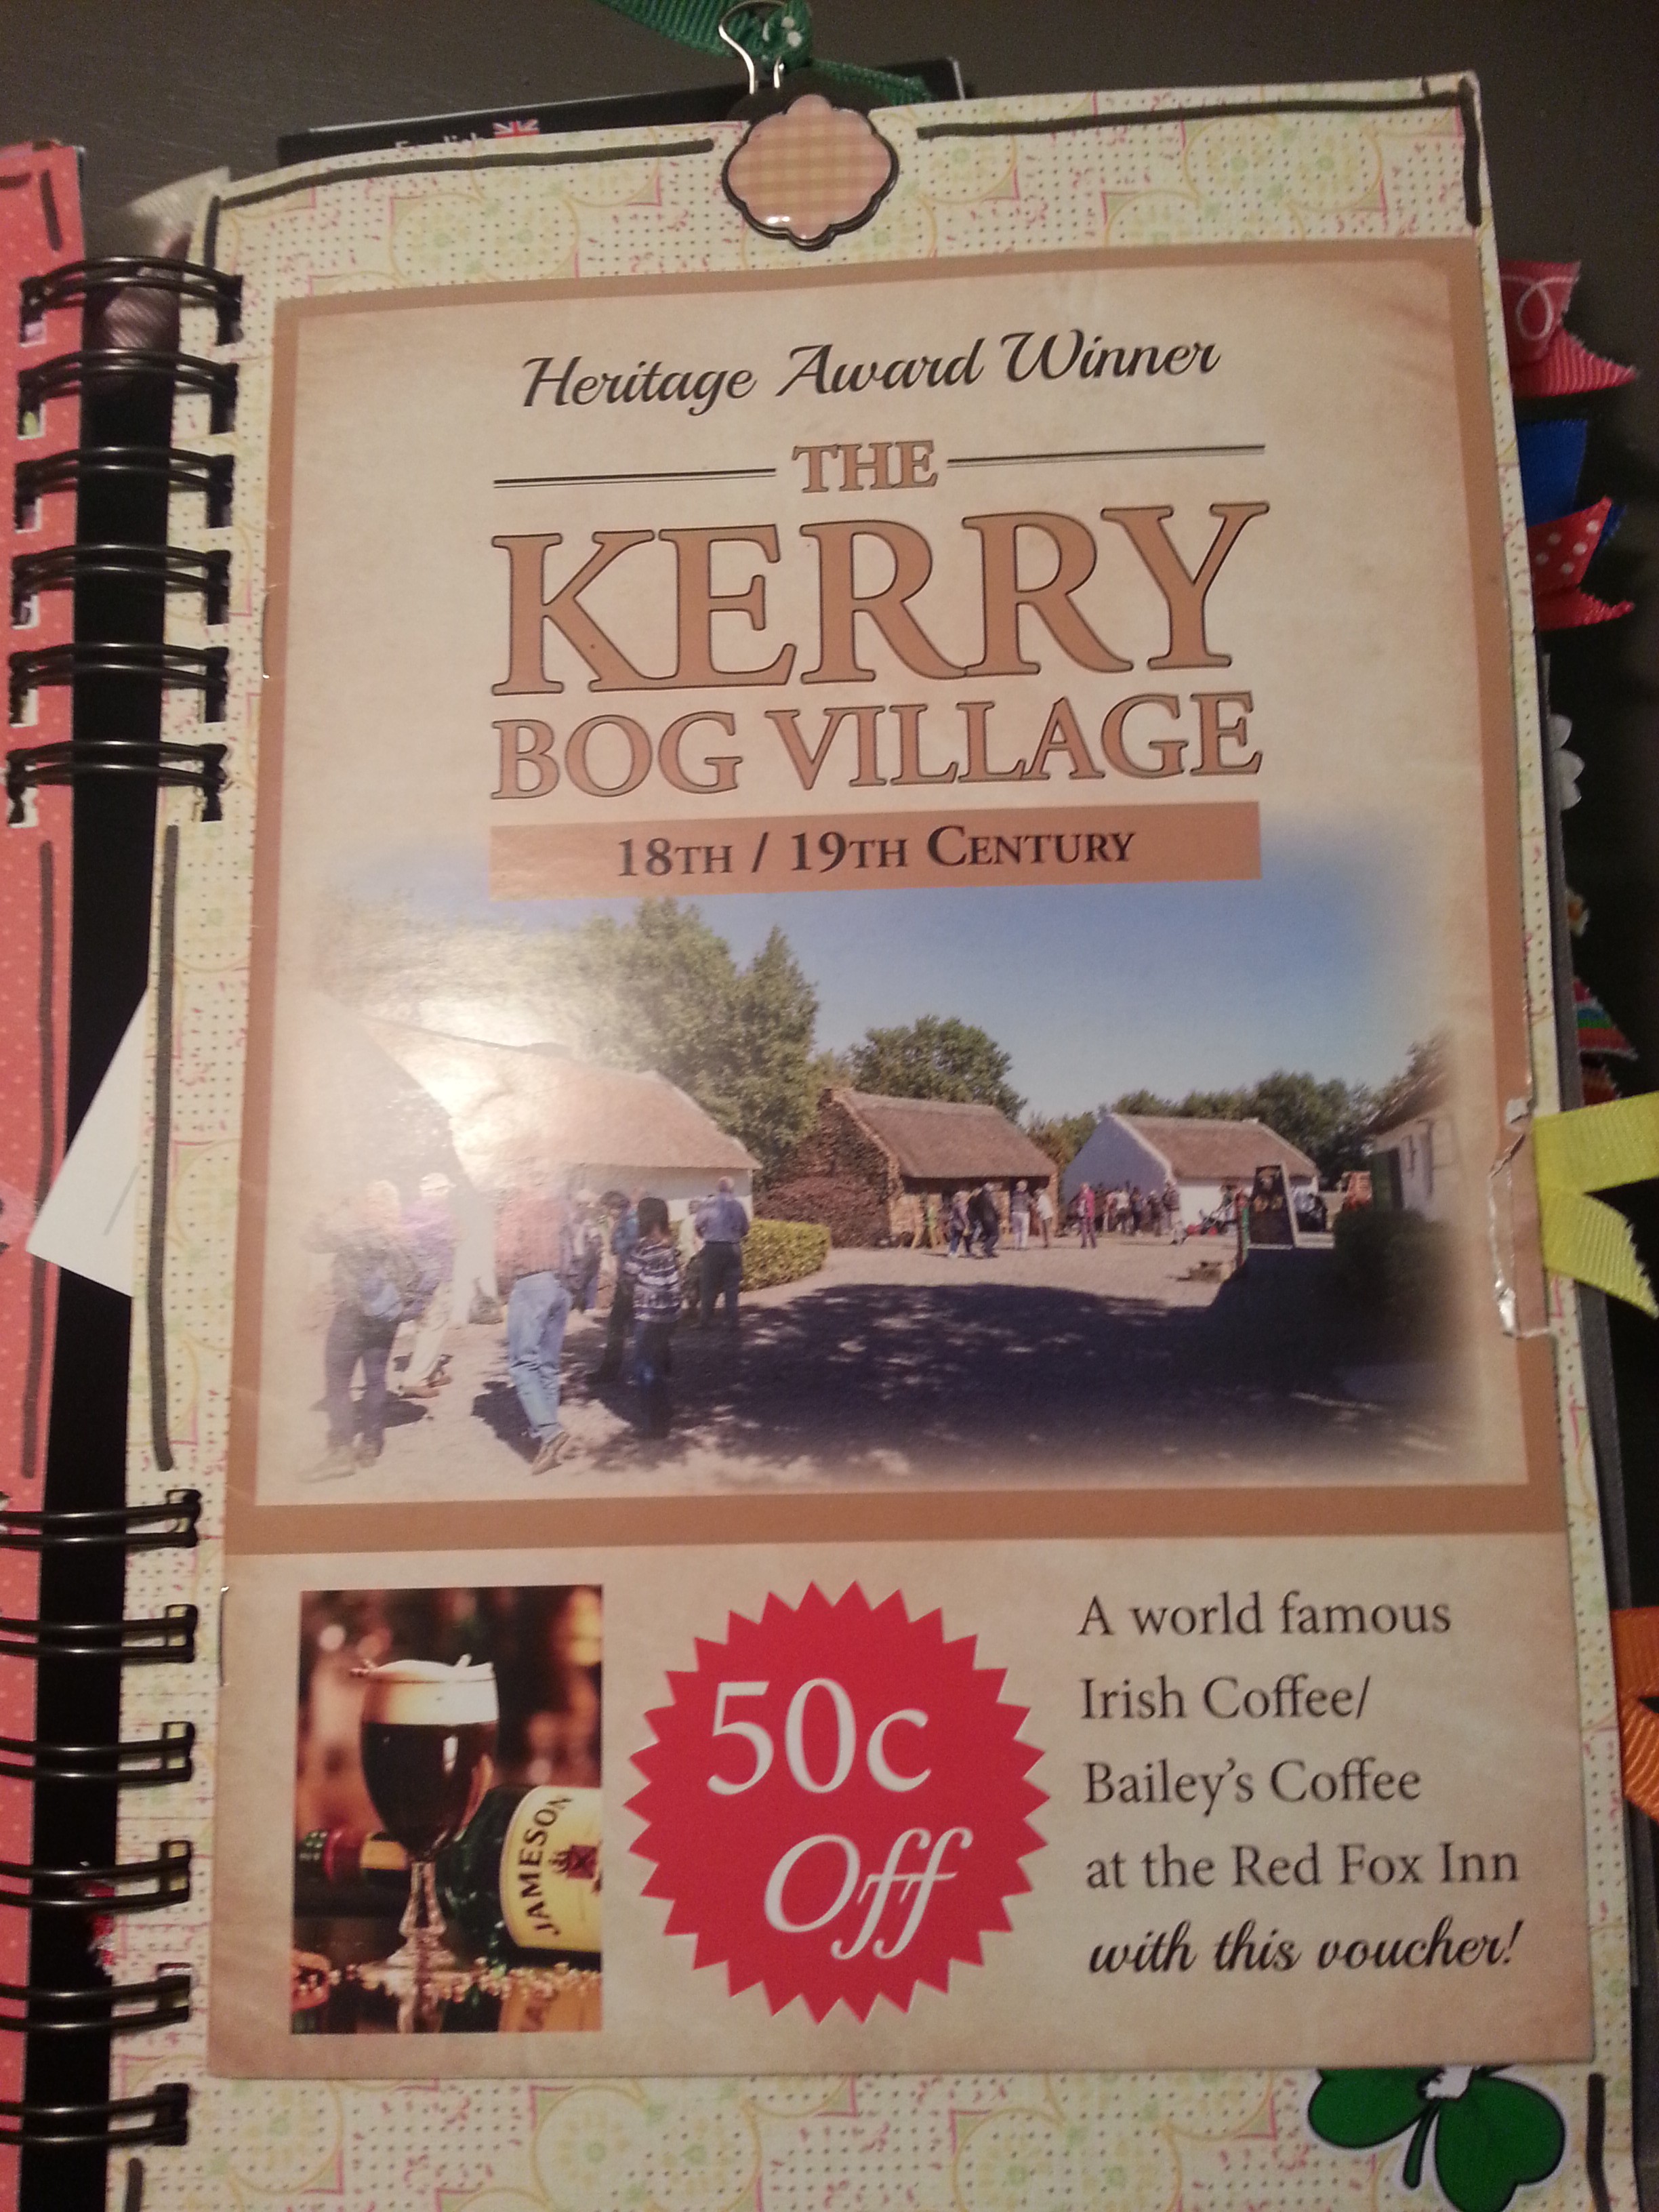 English
Heritage Award Winner
THE
KERRY
BOG VILLAGE
18TH / 19TH CENTURY
JAMESON
50c
Off
A world famous
Irish Coffee/
Bailey's Coffee
at the Red Fox Inn
with this voucher!